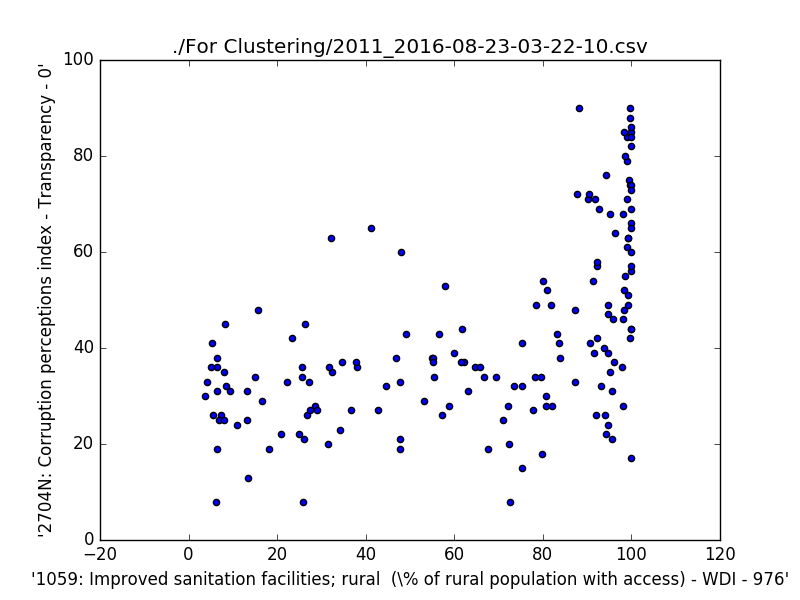 ./For Clustering/2011_2016-08-23-03-22-10.csv
100
80
60
40
20
0
'2704N: Corruption perceptions index - Transparency - 0'
−20 0 20 40 60 80 100 120
'1059: Improved sanitation facilities; rural  (\% of rural population with access) - WDI - 976'